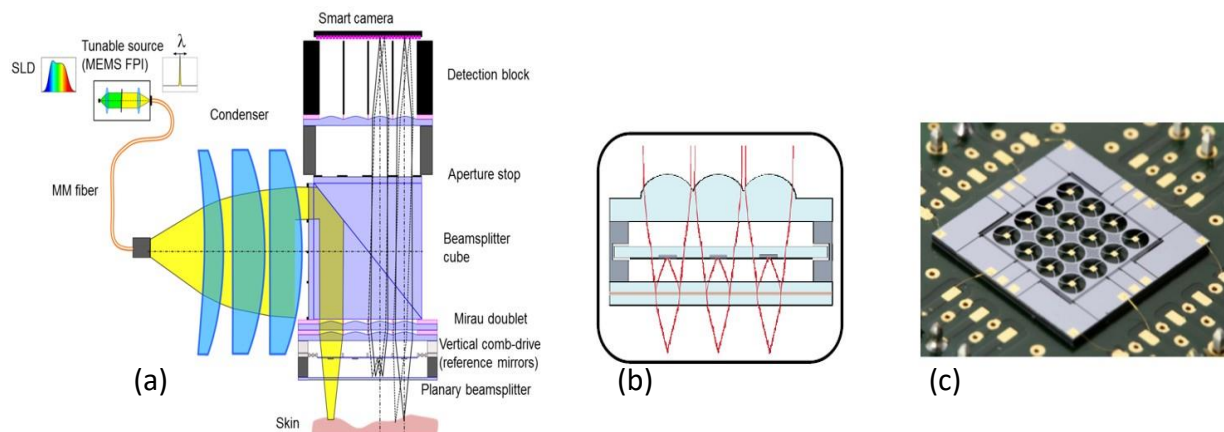 Smart camera
Tunable source
(MEMS FPI)
λ
SLD
Detection block
Condenser
MM fiber
Aperture stop
Beamsplitter
cube
Mirau doublet
Vertical comb-drive
(reference mirrors)
Planary beamsplitter
Skin
(a)
(b)
(c)